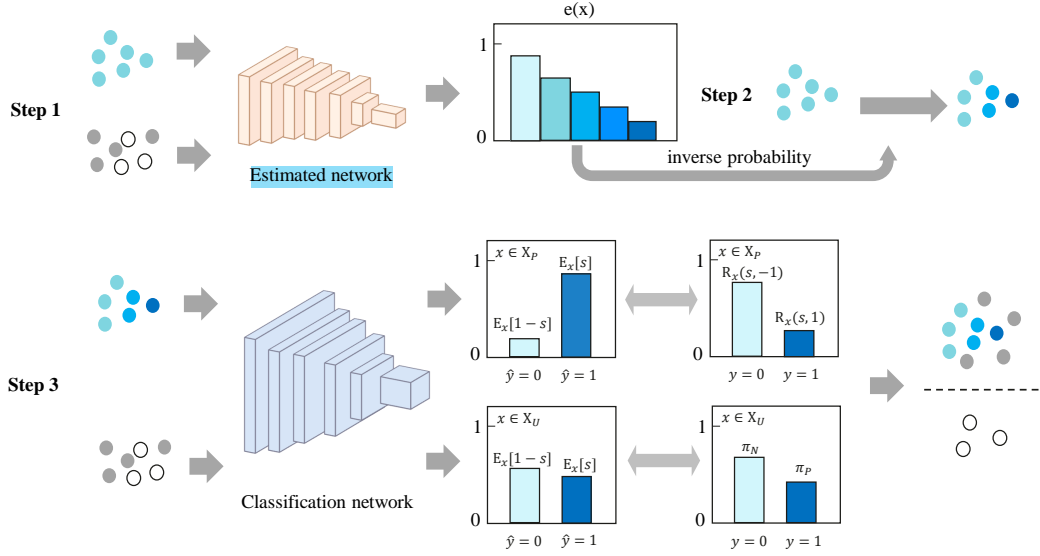 e(x)
1
0
Step 1
Estimated network
Step 2
inverse probability
Step 3
x ∈ X_P
1
E_x[s]
E_x[1 − s]
0
ŷ = 0 ŷ = 1
x ∈ X_P
1
R_x(s, −1)
R_x(s, 1)
0
y = 0 y = 1
x ∈ X_U
1
E_x[1 − s] E_x[s]
0
ŷ = 0 ŷ = 1
x ∈ X_U
1
π_N
π_P
0
y = 0 y = 1
Classification network